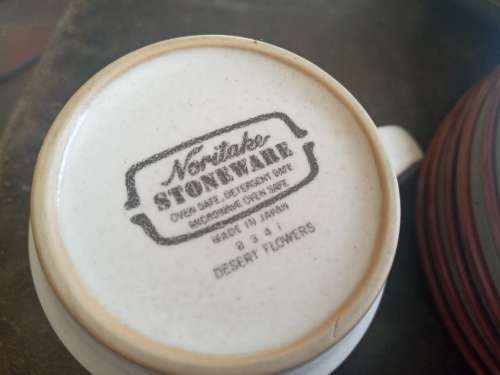 Noritake
STONEWARE
OVEN SAFE, DETERGENT SAFE
MICROWAVE OVEN SAFE
MADE IN JAPAN
8341
DESERT FLOWERS